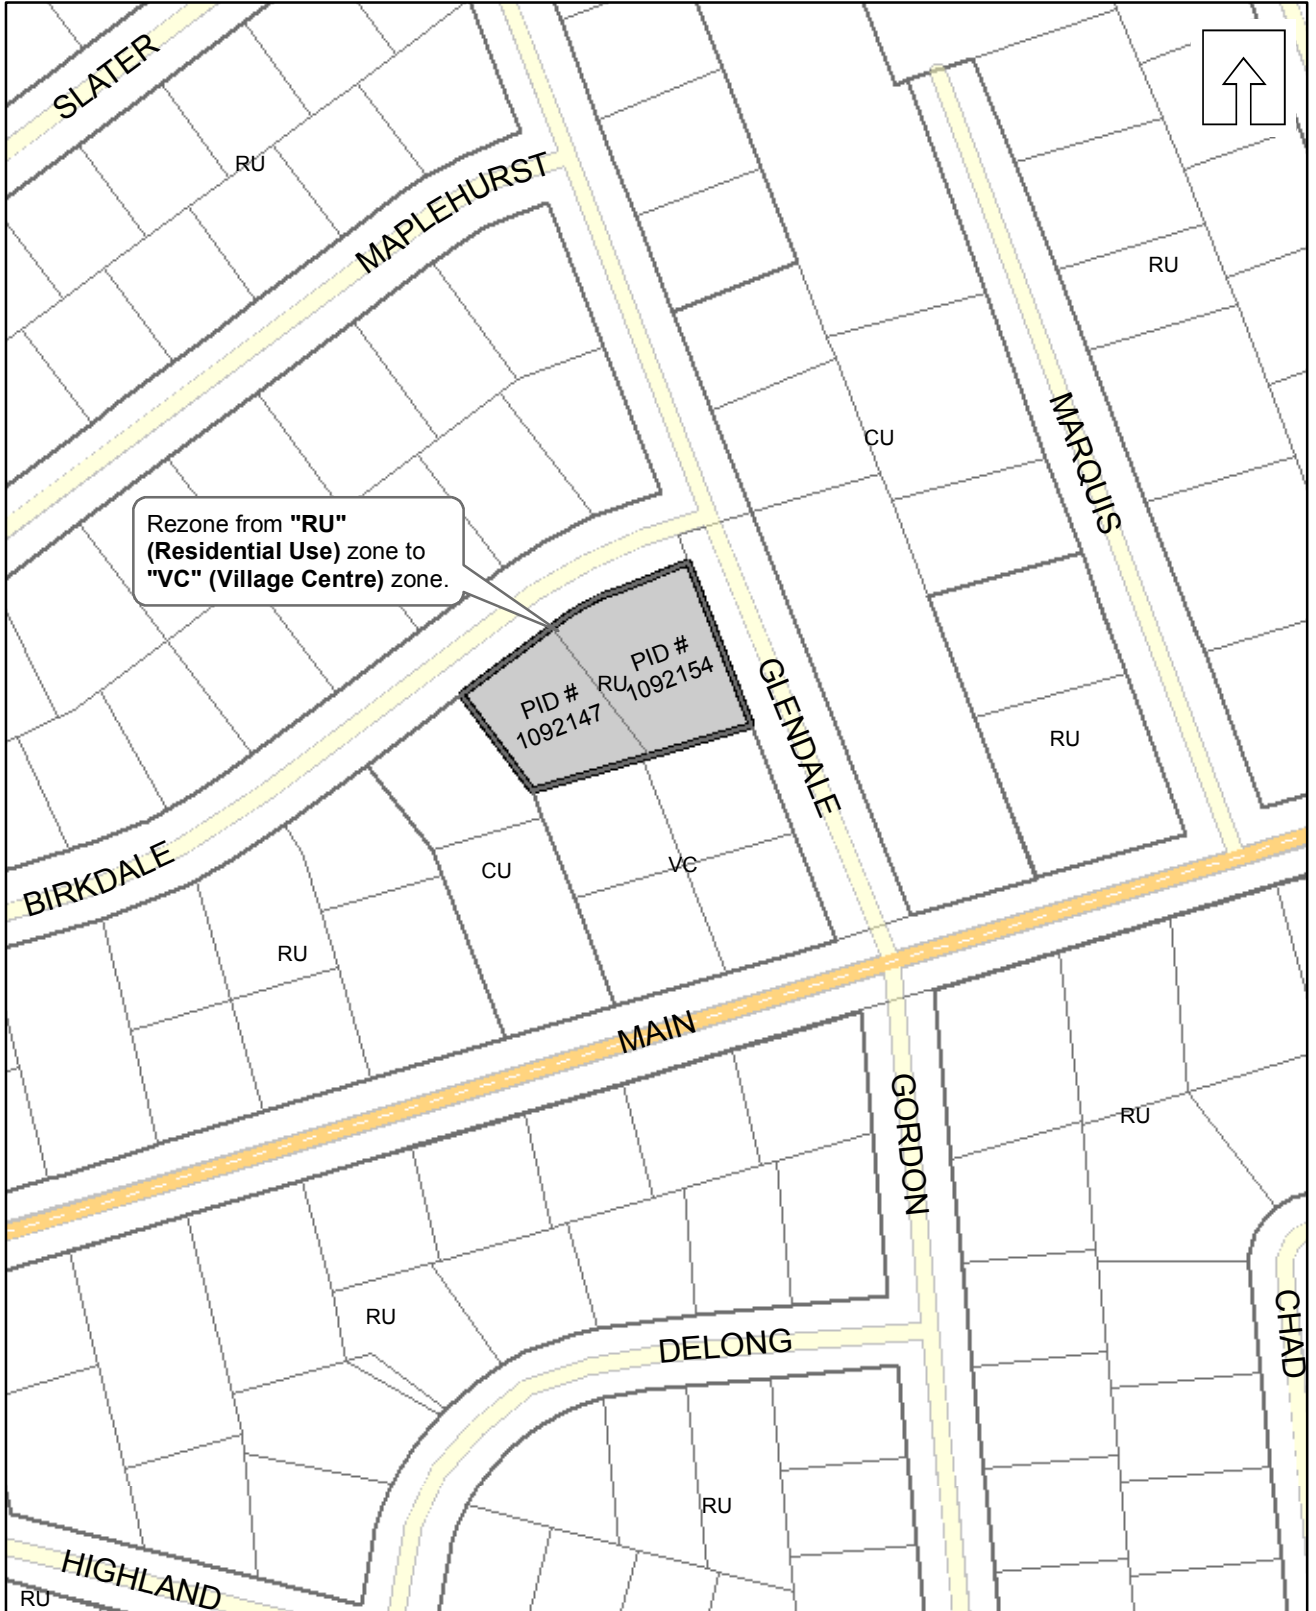 SLATER
RU
MAPLEHURST
RU
MARQUIS
CU
Rezone from "RU"
(Residential Use) zone to
"VC" (Village Centre) zone.
PID #
1092154
RU
PID #
1092147
GLENDALE
RU
BIRKDALE
CU
VC
RU
MAIN
GORDON
RU
RU
DELONG
CHAD
RU
HIGHLAND
RU